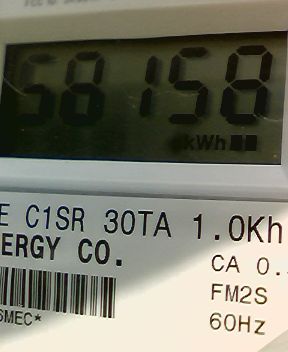 58158
kWh
E C1SR 30TA 1.0Kh
ERGY CO.
CA 0.
FM2S
SMEC*
60Hz